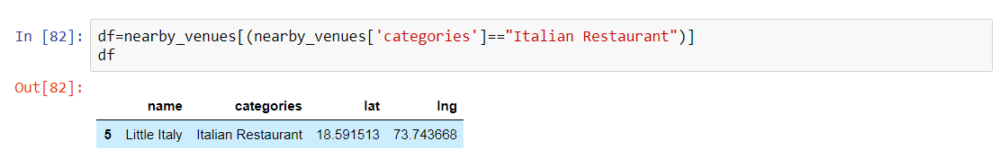 In [82]: df=nearby_venues[(nearby_venues['categories']=="Italian Restaurant")]
df
Out[82]:
name categories lat lng
5 Little Italy Italian Restaurant 18.591513 73.743668